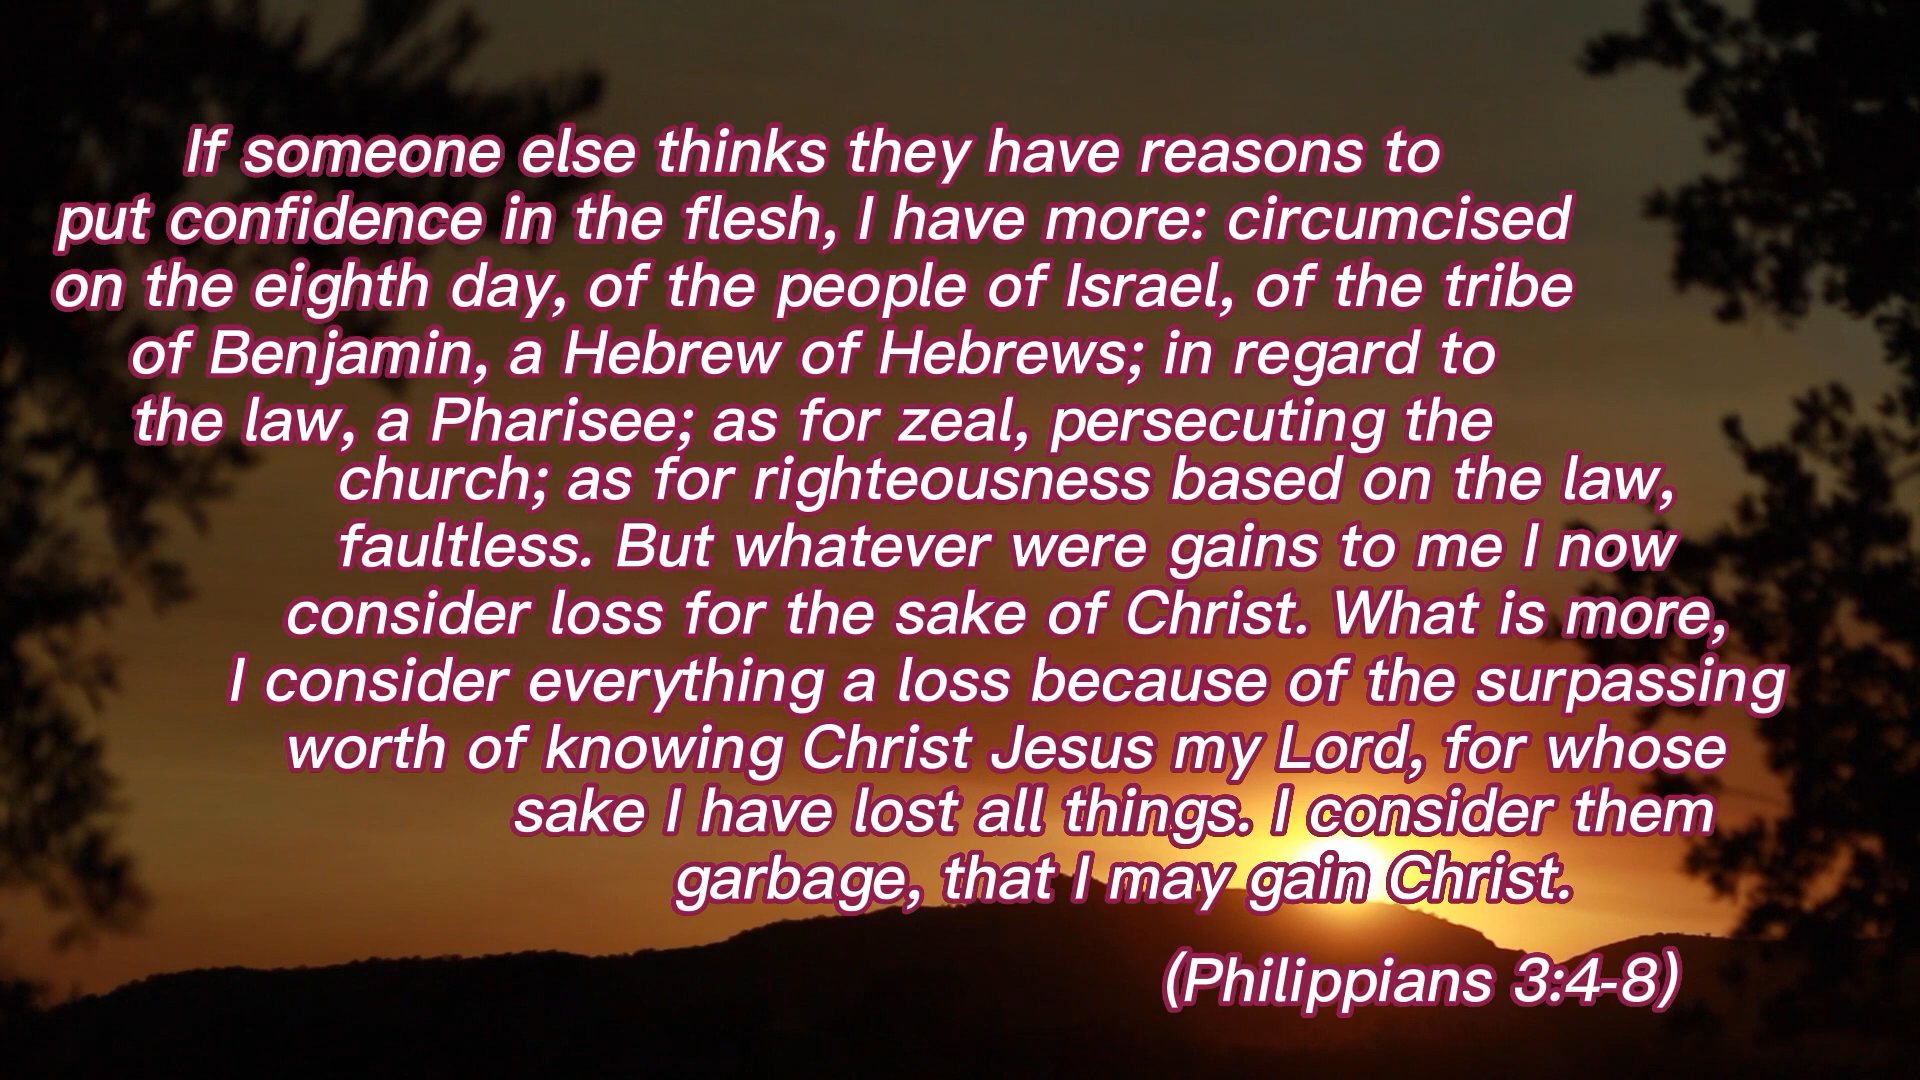 If someone else thinks they have reasons to
put confidence in the flesh, I have more: circumcised
on the eighth day, of the people of Israel, of the tribe
of Benjamin, a Hebrew of Hebrews; in regard to
the law, a Pharisee; as for zeal, persecuting the
church; as for righteousness based on the law,
faultless. But whatever were gains to me I now
consider loss for the sake of Christ. What is more,
I consider everything a loss because of the surpassing
worth of knowing Christ Jesus my Lord, for whose
sake I have lost all things. I consider them
garbage, that I may gain Christ.
(Philippians 3:4-8)